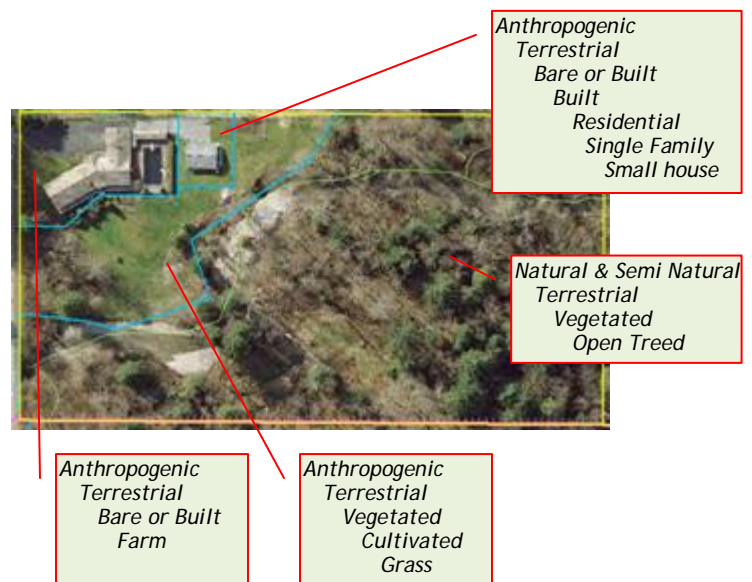 Anthropogenic
Terrestrial
Bare or Built
Built
Residential
Single Family
Small house
Natural & Semi Natural
Terrestrial
Vegetated
Open Treed
Anthropogenic
Terrestrial
Bare or Built
Farm
Anthropogenic
Terrestrial
Vegetated
Cultivated
Grass